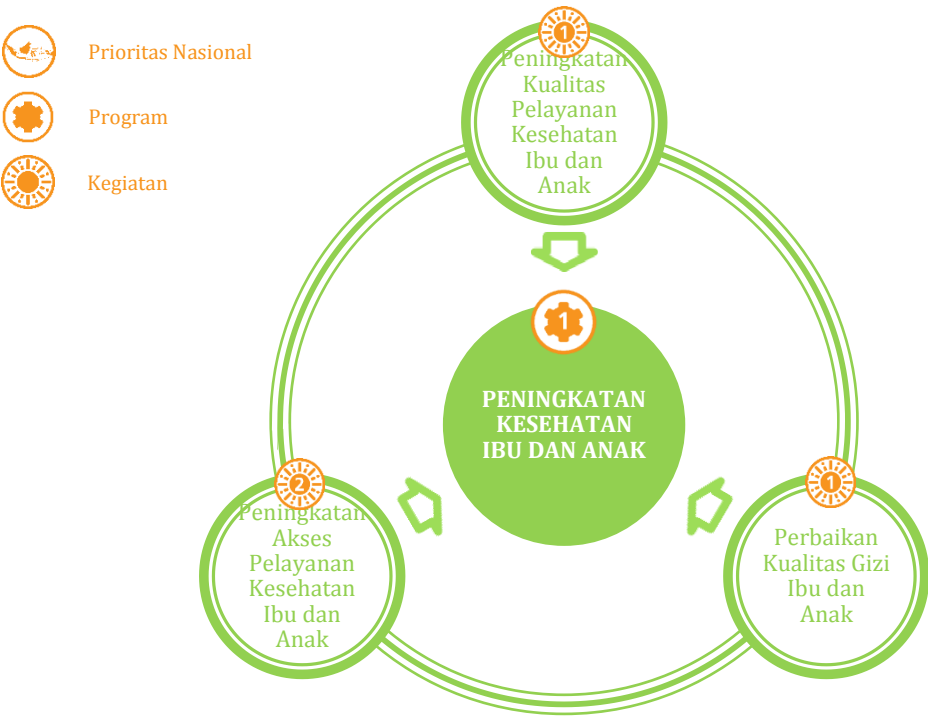 Prioritas Nasional
Program
Kegiatan
1
Peningkatan
Kualitas
Pelayanan
Kesehatan
Ibu dan
Anak
1
PENINGKATAN
KESEHATAN
IBU DAN ANAK
2
Peningkatan
Akses
Pelayanan
Kesehatan
Ibu dan
Anak
1
Perbaikan
Kualitas Gizi
Ibu dan
Anak